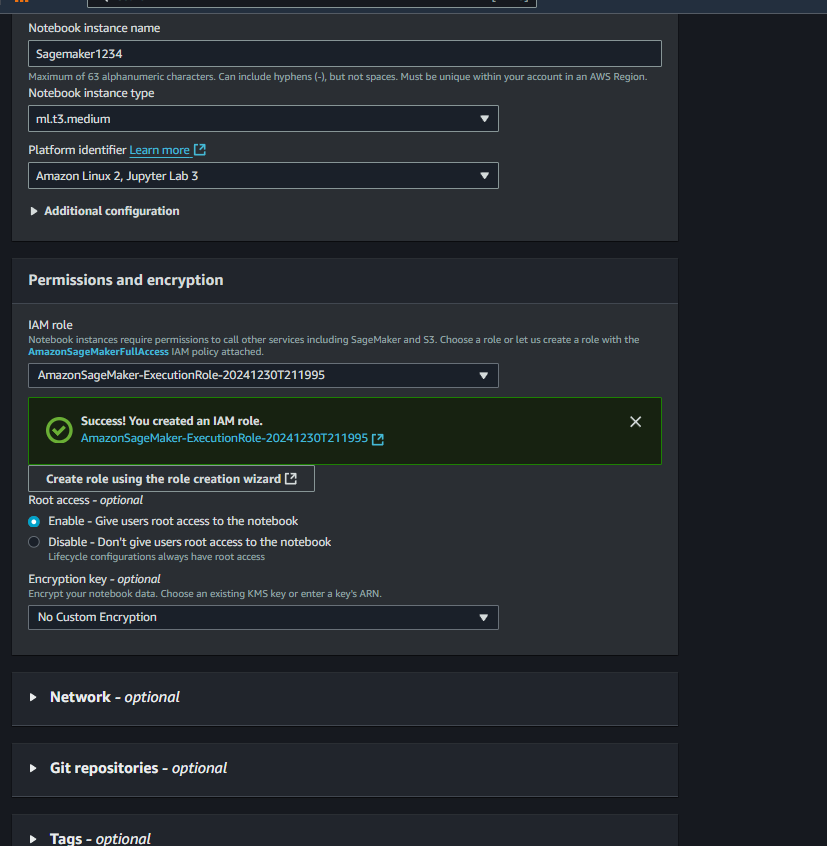 Notebook instance name
Sagemaker1234
Maximum of 63 alphanumeric characters. Can include hyphens (-), but not spaces. Must be unique within your account in an AWS Region.
Notebook instance type
ml.t3.medium
Platform identifier Learn more
Amazon Linux 2, Jupyter Lab 3
Additional configuration
Permissions and encryption
IAM role
Notebook instances require permissions to call other services including SageMaker and S3. Choose a role or let us create a role with the
AmazonSageMakerFullAccess IAM policy attached.
AmazonSageMaker-ExecutionRole-20241230T211995
Success! You created an IAM role.
AmazonSageMaker-ExecutionRole-20241230T211995
Create role using the role creation wizard
Root access - optional
Enable - Give users root access to the notebook
Disable - Don't give users root access to the notebook
Lifecycle configurations always have root access
Encryption key - optional
Encrypt your notebook data. Choose an existing KMS key or enter a key's ARN.
No Custom Encryption
Network - optional
Git repositories - optional
Tags - optional